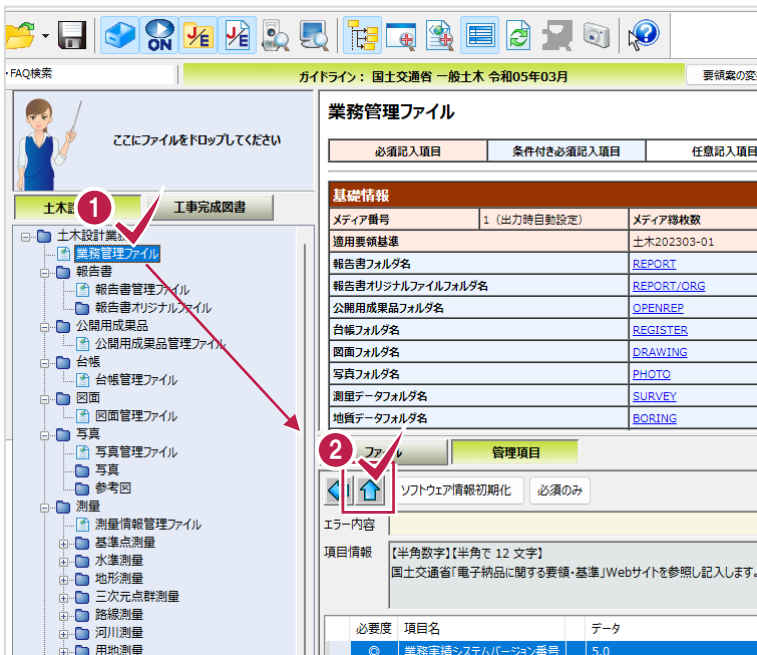 ON
J/E
J/E
・FAQ検索
ガイドライン： 国土交通省 一般土木 令和05年03月
要領案の変
ここにファイルをドロップしてください
業務管理ファイル
必須記入項目
条件付き必須記入項目
任意記入項目
1
工事完成図書
基礎情報
メディア番号
1（出力時自動設定）
メディア総枚数
適用要領基準
土木202303-01
報告書フォルダ名
REPORT
報告書オリジナルファイルフォルダ名
REPORT/ORG
公開用成果品フォルダ名
OPENREP
台帳フォルダ名
REGISTER
図面フォルダ名
DRAWING
写真フォルダ名
PHOTO
測量データフォルダ名
SURVEY
地質データフォルダ名
BORING
土木設計業務
業務管理ファイル
報告書
報告書管理ファイル
報告書オリジナルファイル
公開用成果品
公開用成果品管理ファイル
台帳
台帳管理ファイル
図面
図面管理ファイル
写真
写真管理ファイル
写真
参考図
測量
測量情報管理ファイル
基準点測量
水準測量
地形測量
三次元点群測量
路線測量
河川測量
用地測量
2
ファイル
管理項目
ソフトウェア情報初期化
必須のみ
エラー内容
項目情報
【半角数字】【半角で 12 文字】
国土交通省「電子納品に関する要領・基準」Webサイトを参照し記入します。
必要度
項目名
データ
◎
業務実績システムバージョン番号
5.0